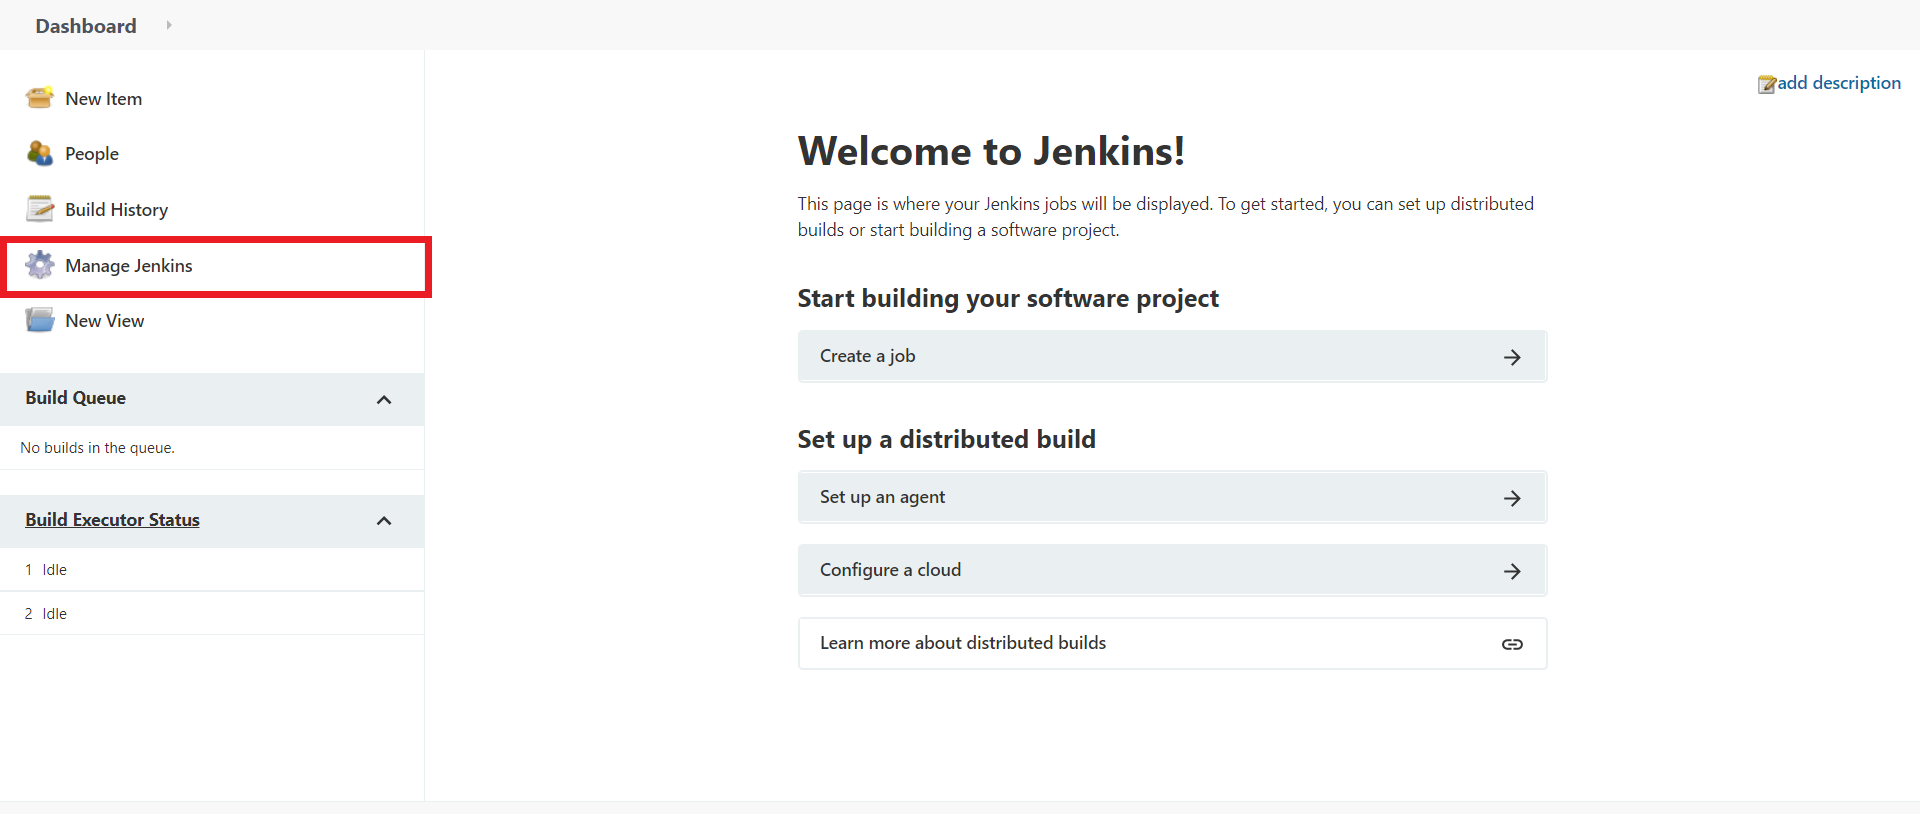 Dashboard
New Item
People
Build History
Manage Jenkins
New View
Build Queue
No builds in the queue.
Build Executor Status
1 Idle
2 Idle
add description
Welcome to Jenkins!
This page is where your Jenkins jobs will be displayed. To get started, you can set up distributed
builds or start building a software project.
Start building your software project
Create a job
Set up a distributed build
Set up an agent
Configure a cloud
Learn more about distributed builds